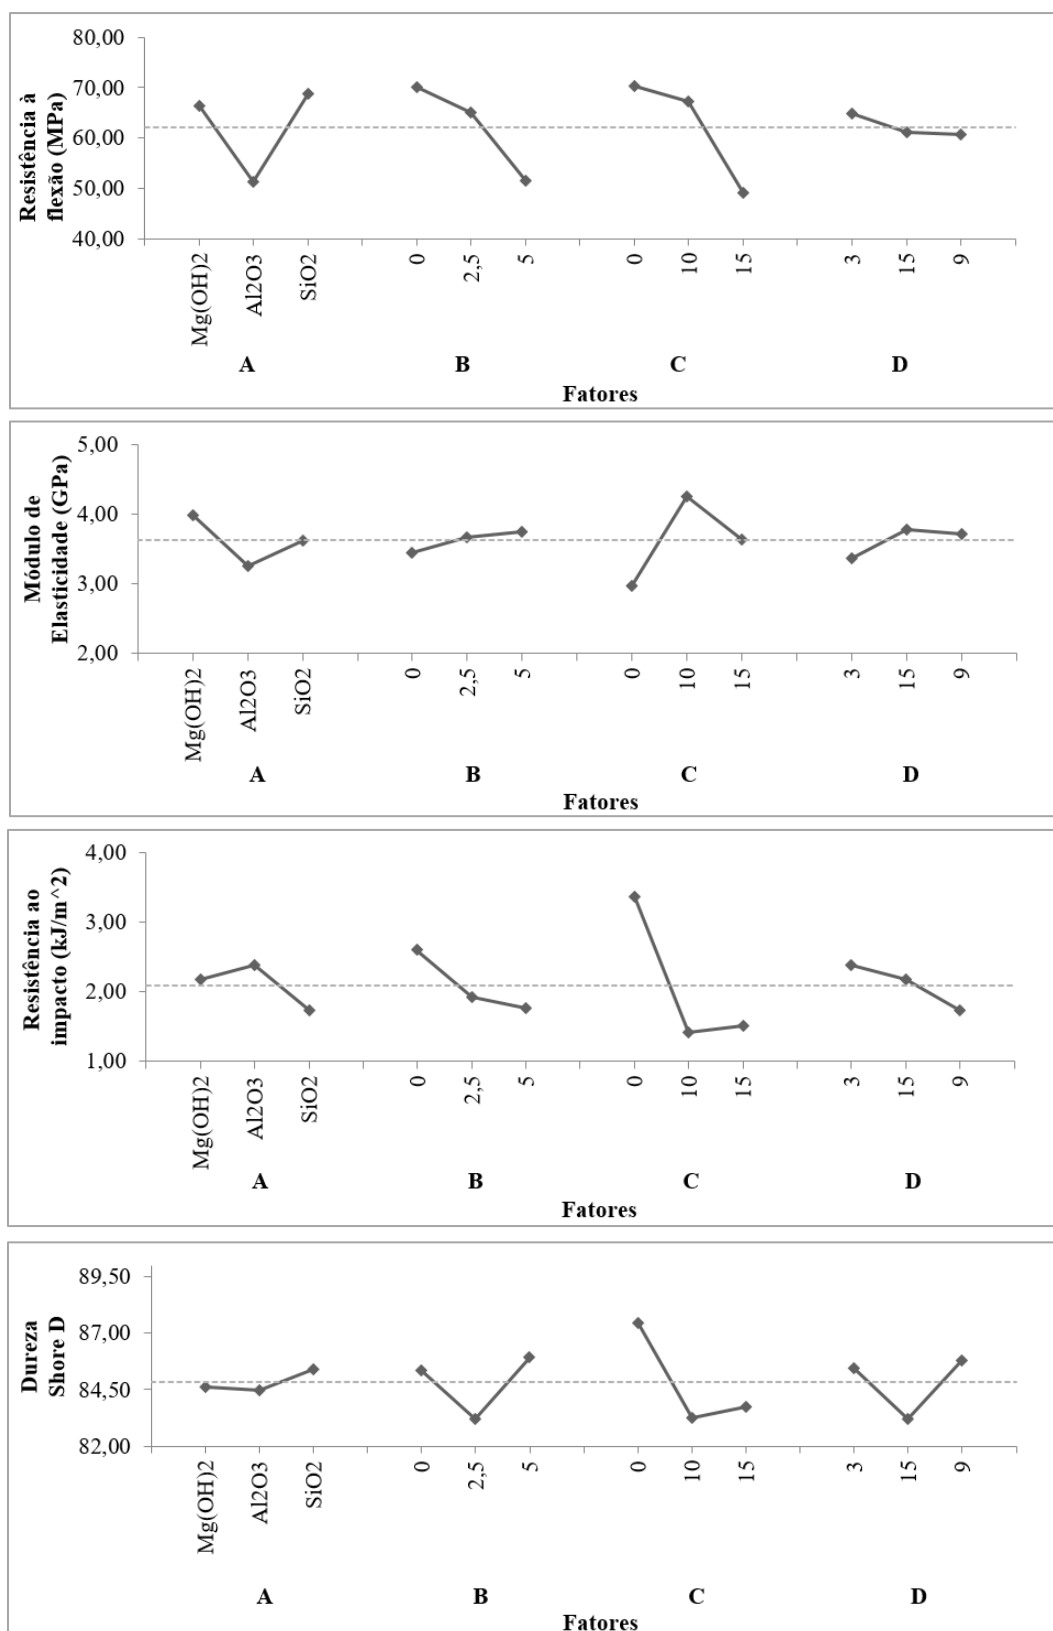 Resistência à
flexão (MPa)
80,00
70,00
60,00
50,00
40,00
Mg(OH)2
Al2O3
SiO2
0
2,5
5
0
10
15
3
15
9
A
B
C
D
Fatores
Módulo de
Elasticidade (GPa)
5,00
4,00
3,00
2,00
Mg(OH)2
Al2O3
SiO2
0
2,5
5
0
10
15
3
15
9
A
B
C
D
Fatores
Resistência ao
impacto (kJ/m^2)
4,00
3,00
2,00
1,00
Mg(OH)2
Al2O3
SiO2
0
2,5
5
0
10
15
3
15
9
A
B
C
D
Fatores
Dureza
Shore D
89,50
87,00
84,50
82,00
Mg(OH)2
Al2O3
SiO2
0
2,5
5
0
10
15
3
15
9
A
B
C
D
Fatores